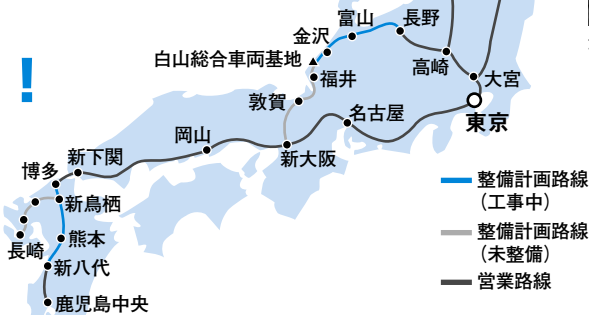 富山
長野
金沢
白山総合車両基地
高崎
福井
大宮
敦賀
名古屋
東京
!
岡山
新大阪
新下関
博多
新鳥栖
熊本
長崎
新八代
鹿児島中央
整備計画路線
(工事中)
整備計画路線
(未整備)
営業路線